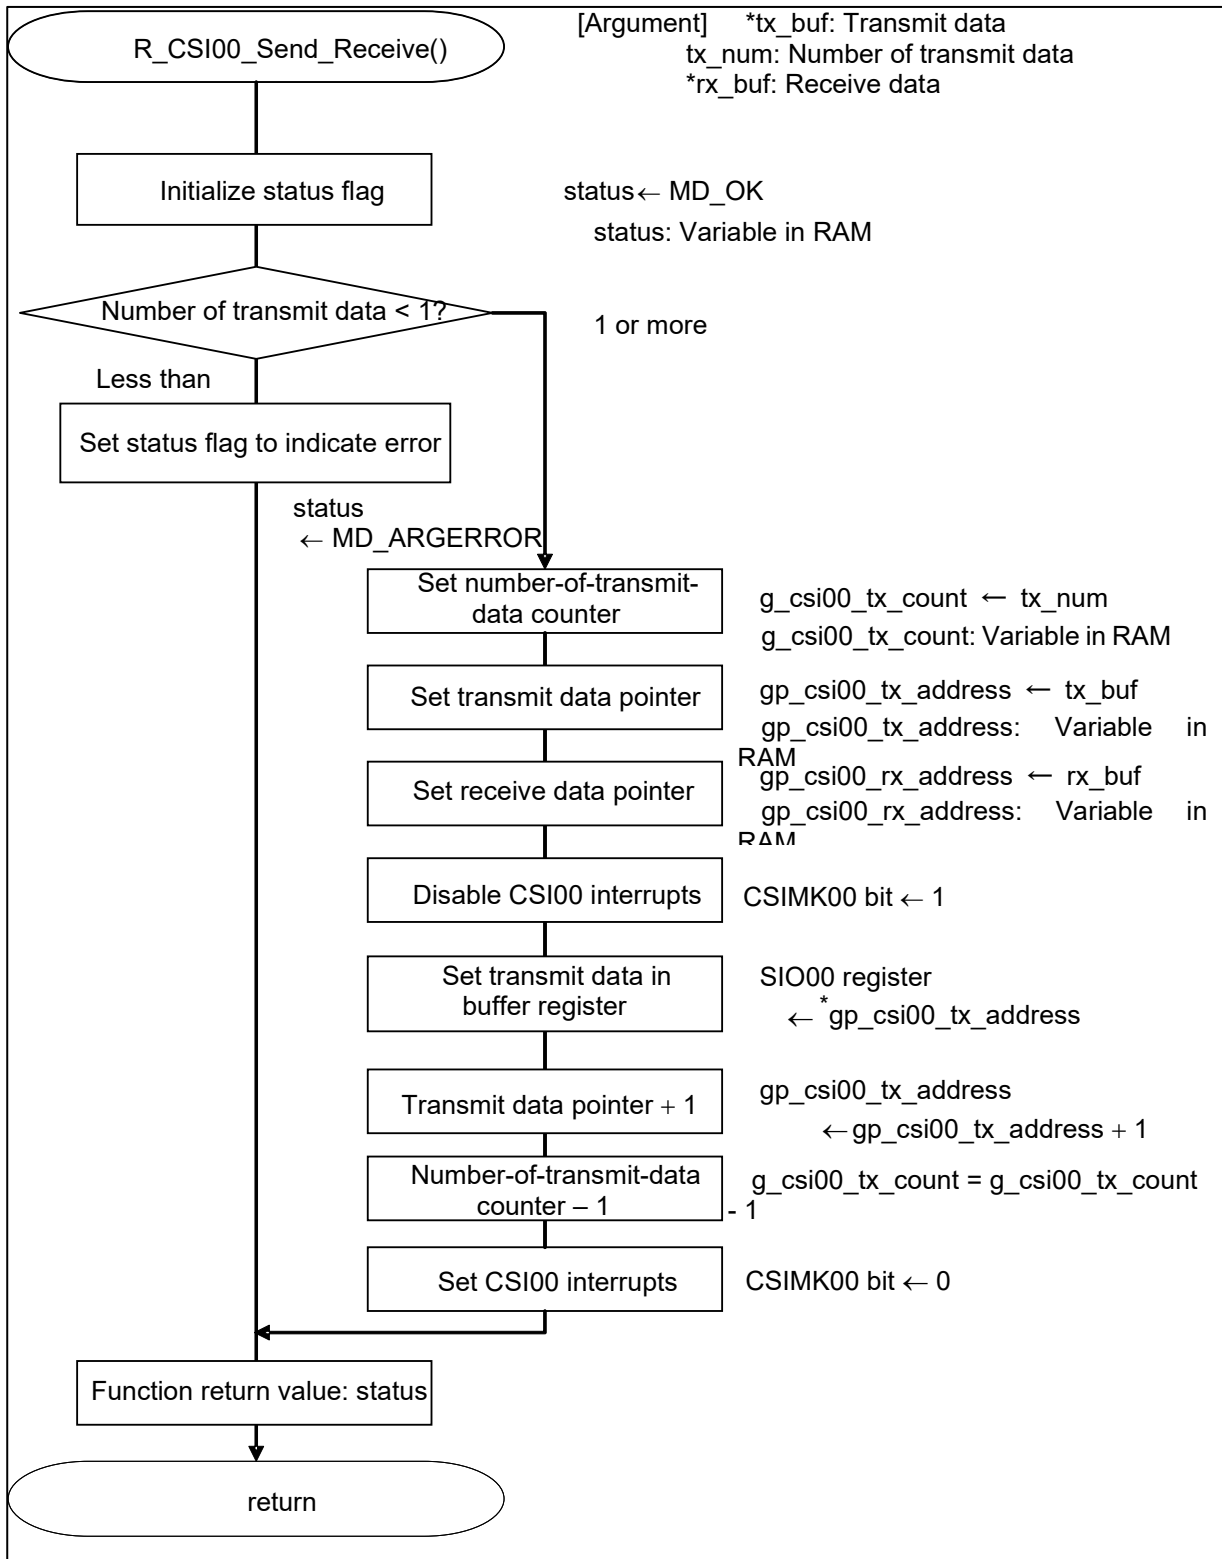 R_CSI00_Send_Receive()
[Argument] *tx_buf: Transmit data
tx_num: Number of transmit data
*rx_buf: Receive data
Initialize status flag
status← MD_OK
status: Variable in RAM
Number of transmit data < 1?
1 or more
Less than
Set status flag to indicate error
status
← MD_ARGERROR
Set number-of-transmit-
data counter
g_csi00_tx_count ← tx_num
g_csi00_tx_count: Variable in RAM
Set transmit data pointer
gp_csi00_tx_address ← tx_buf
gp_csi00_tx_address: Variable in
RAM
Set receive data pointer
gp_csi00_rx_address ← rx_buf
gp_csi00_rx_address: Variable in
RAM
Disable CSI00 interrupts
CSIMK00 bit ← 1
Set transmit data in
buffer register
SIO00 register
← *gp_csi00_tx_address
Transmit data pointer + 1
gp_csi00_tx_address
← gp_csi00_tx_address + 1
Number-of-transmit-data
counter – 1
g_csi00_tx_count = g_csi00_tx_count
- 1
Set CSI00 interrupts
CSIMK00 bit ← 0
Function return value: status
return